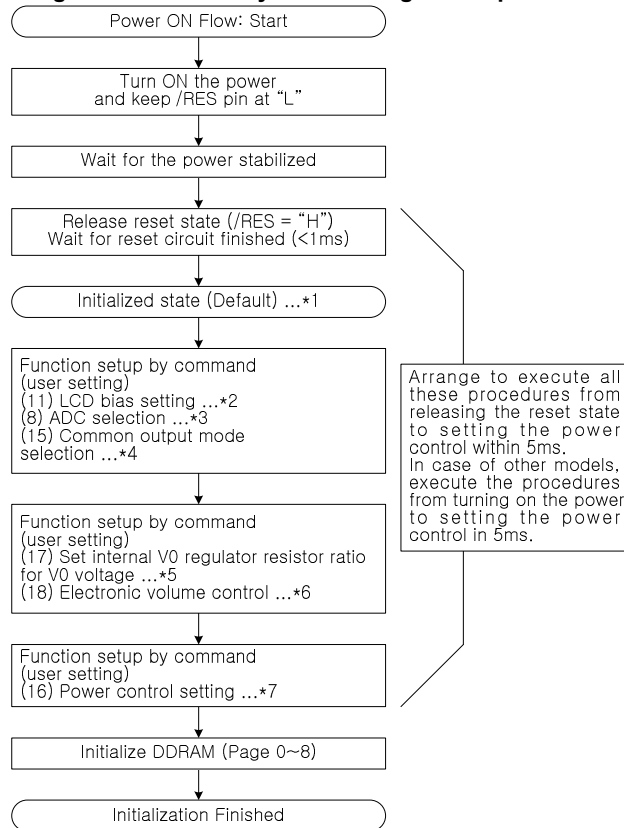 Power ON Flow: Start
Turn ON the power
and keep /RES pin at “L”
Wait for the power stabilized
Release reset state (/RES = “H”)
Wait for reset circuit finished (<1ms)
Initialized state (Default) ...*1
Function setup by command
(user setting)
(11) LCD bias setting ...*2
(8) ADC selection ...*3
(15) Common output mode
selection ...*4
Function setup by command
(user setting)
(17) Set internal V0 regulator resistor ratio
for V0 voltage ...*5
(18) Electronic volume control ...*6
Function setup by command
(user setting)
(16) Power control setting ...*7
Initialize DDRAM (Page 0~8)
Initialization Finished
Arrange to execute all
these procedures from
releasing the reset state
to setting the power
control within 5ms.
In case of other models,
execute the procedures
from turning on the power
to setting the power
control in 5ms.